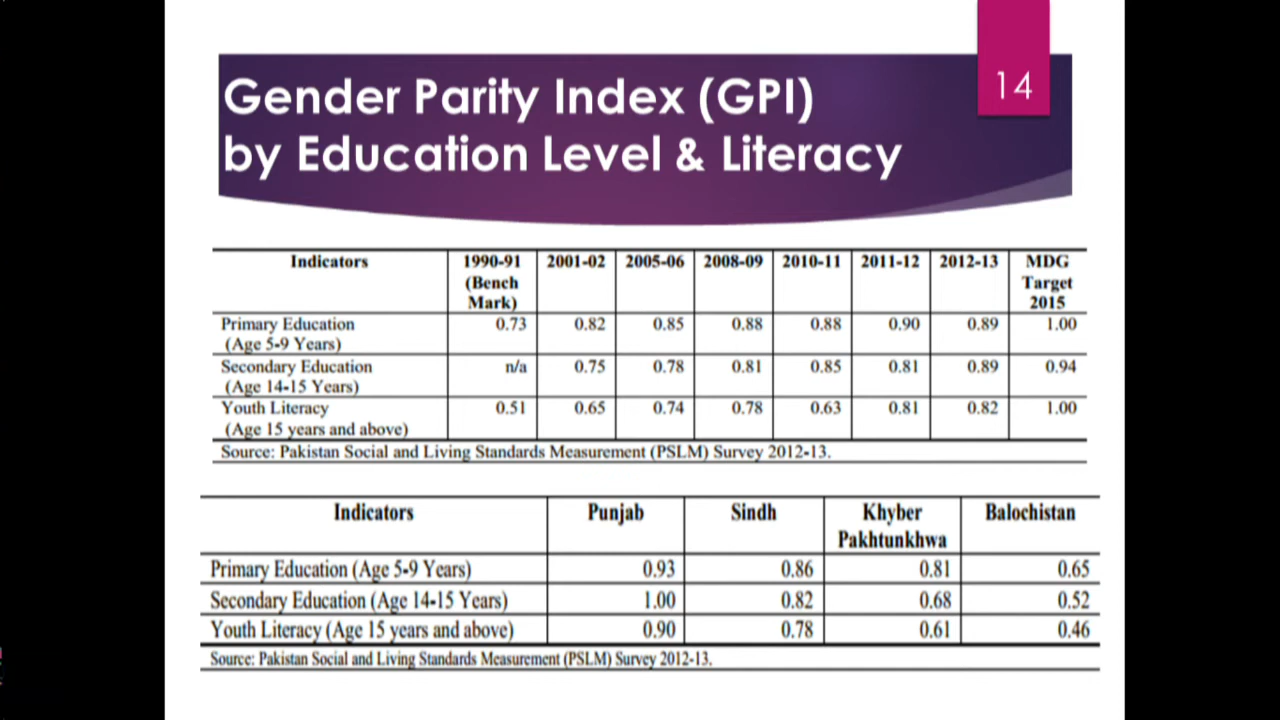 14
Gender Parity Index (GPI)
by Education Level & Literacy
Indicators 1990-91 2001-02 2005-06 2008-09 2010-11 2011-12 2012-13 MDG
(Bench Target
Mark) 2015
Primary Education 0.73 0.82 0.85 0.88 0.88 0.90 0.89 1.00
(Age 5-9 Years)
Secondary Education n/a 0.75 0.78 0.81 0.85 0.81 0.89 0.94
(Age 14-15 Years)
Youth Literacy 0.51 0.65 0.74 0.78 0.63 0.81 0.82 1.00
(Age 15 years and above)
Source: Pakistan Social and Living Standards Measurement (PSLM) Survey 2012-13.
Indicators Punjab Sindh Khyber Balochistan
Pakhtunkhwa
Primary Education (Age 5-9 Years) 0.93 0.86 0.81 0.65
Secondary Education (Age 14-15 Years) 1.00 0.82 0.68 0.52
Youth Literacy (Age 15 years and above) 0.90 0.78 0.61 0.46
Source: Pakistan Social and Living Standards Measurement (PSLM) Survey 2012-13.